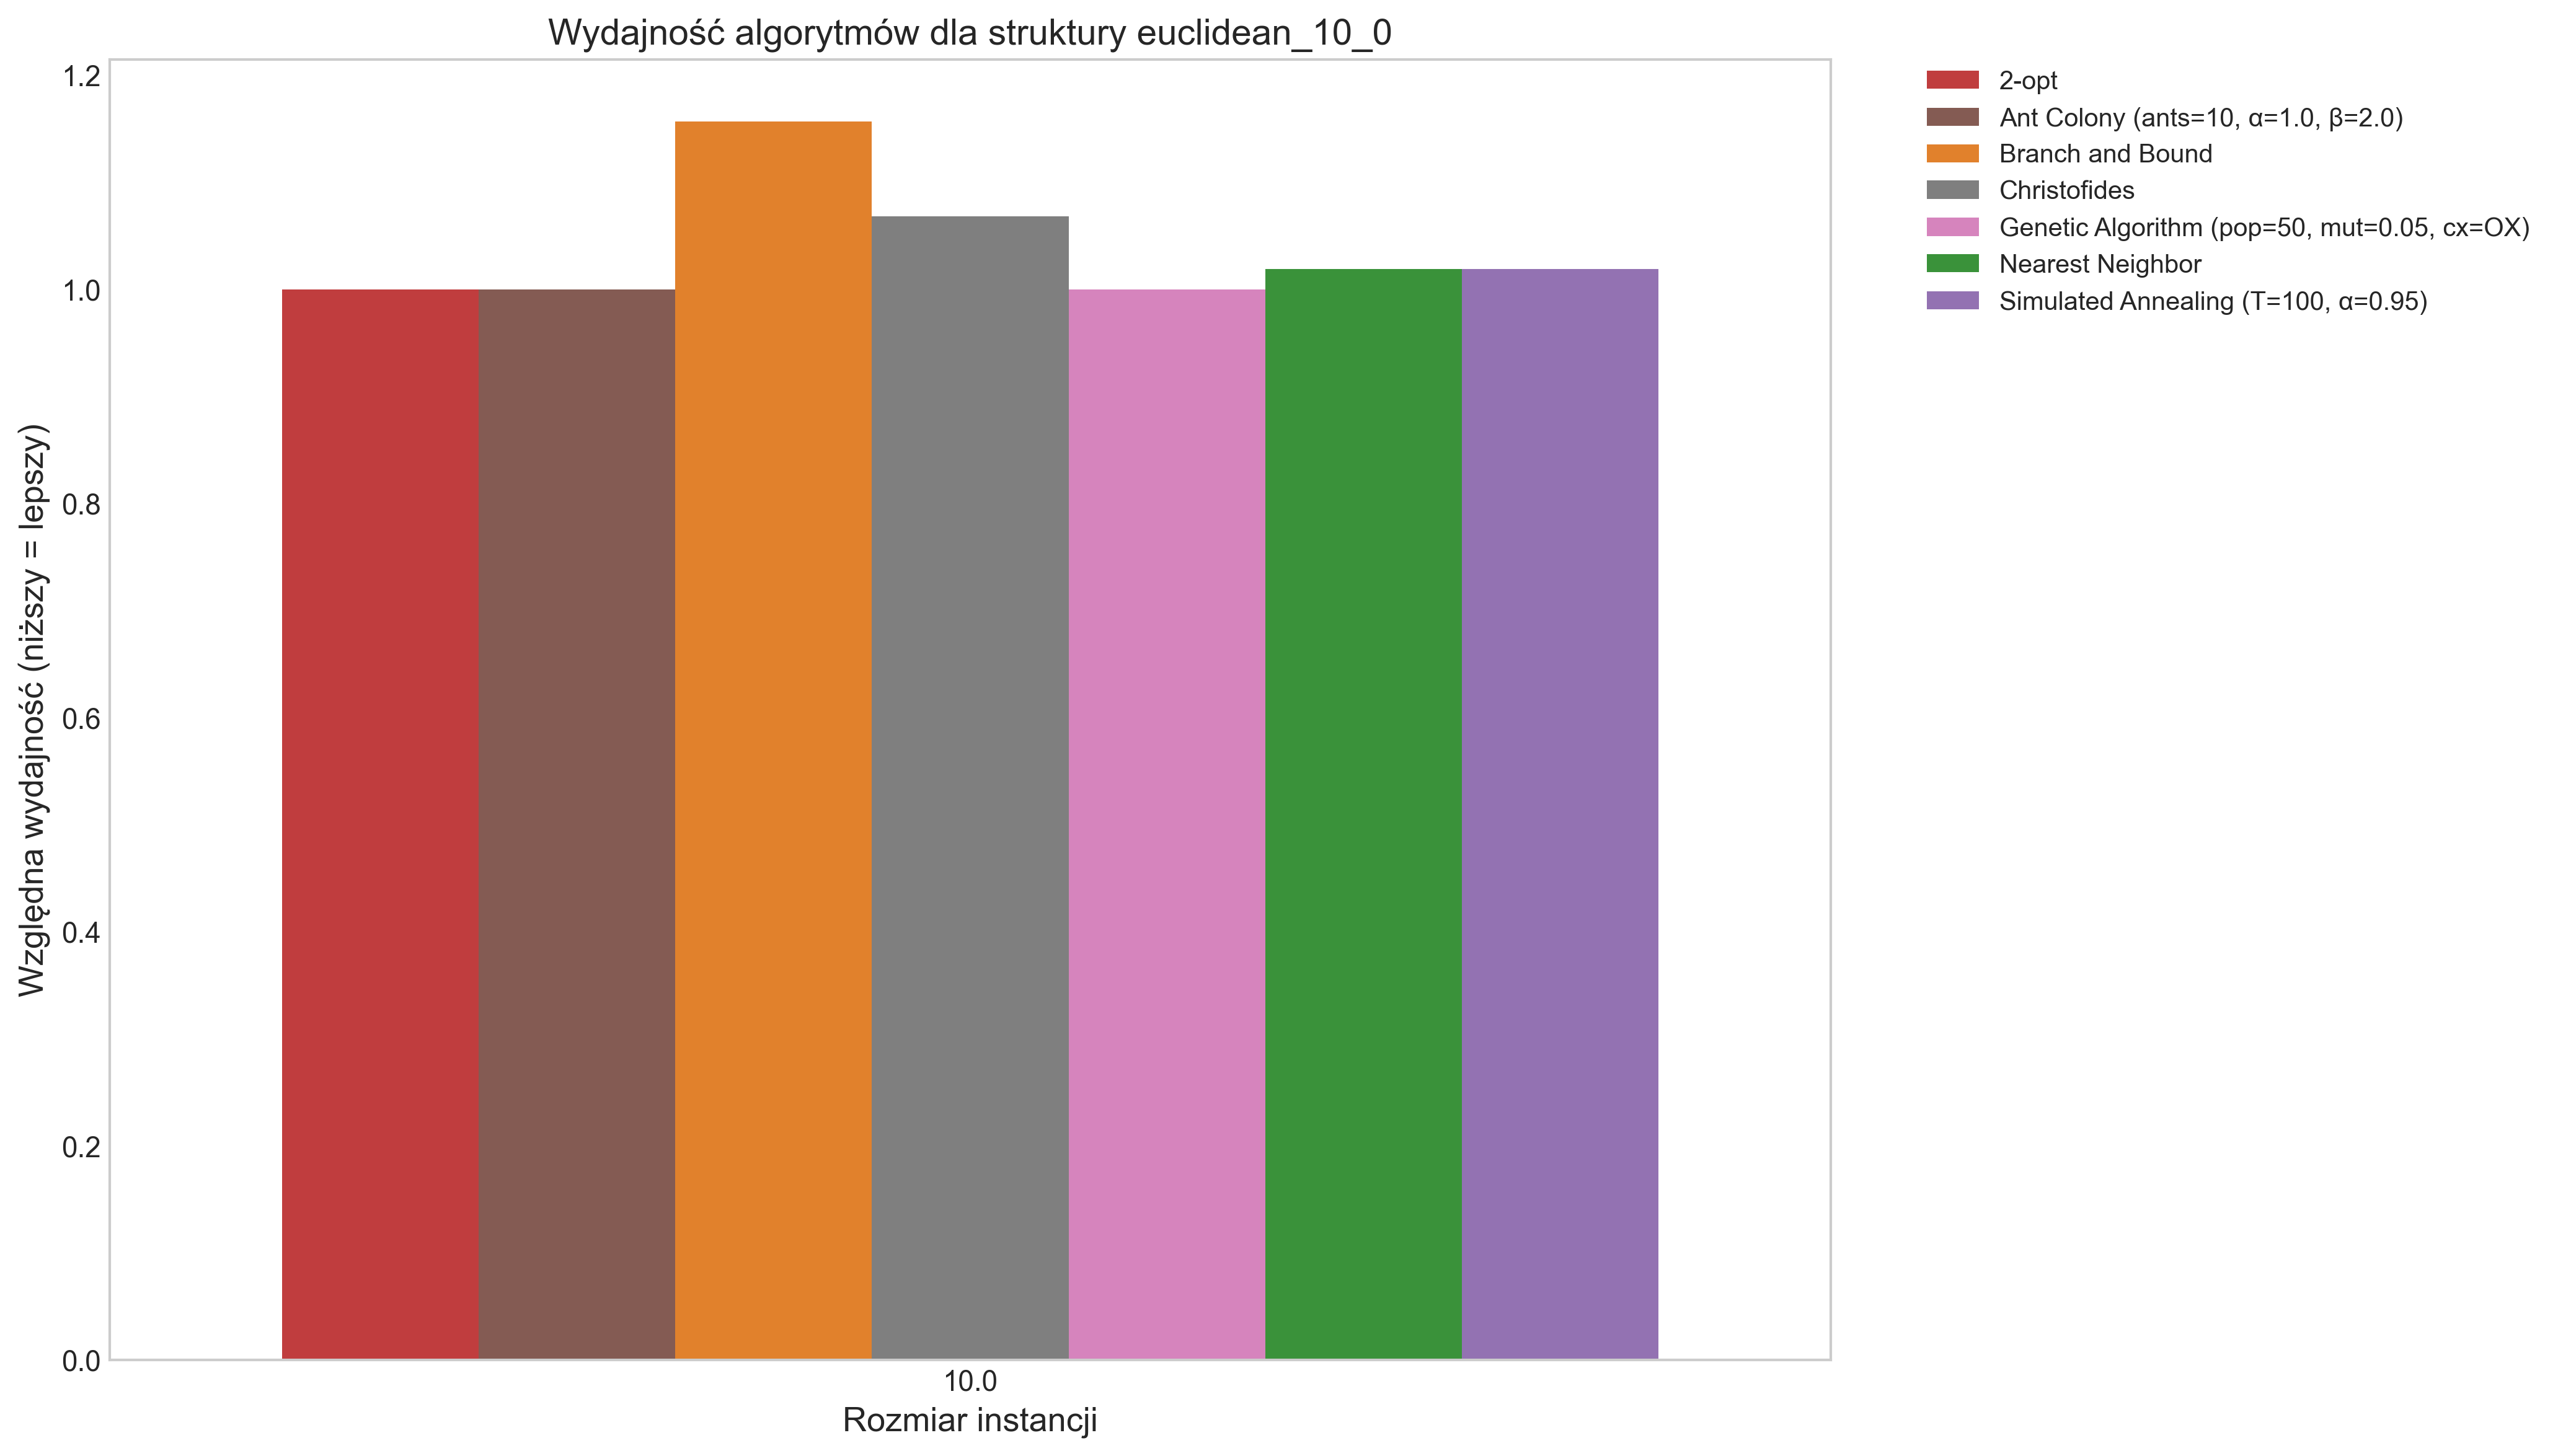 Wydajność algorytmów dla struktury euclidean_10_0
Względna wydajność (niższy = lepszy)
1.2
1.0
0.8
0.6
0.4
0.2
0.0
10.0
Rozmiar instancji
2-opt
Ant Colony (ants=10, α=1.0, β=2.0)
Branch and Bound
Christofides
Genetic Algorithm (pop=50, mut=0.05, cx=OX)
Nearest Neighbor
Simulated Annealing (T=100, α=0.95)